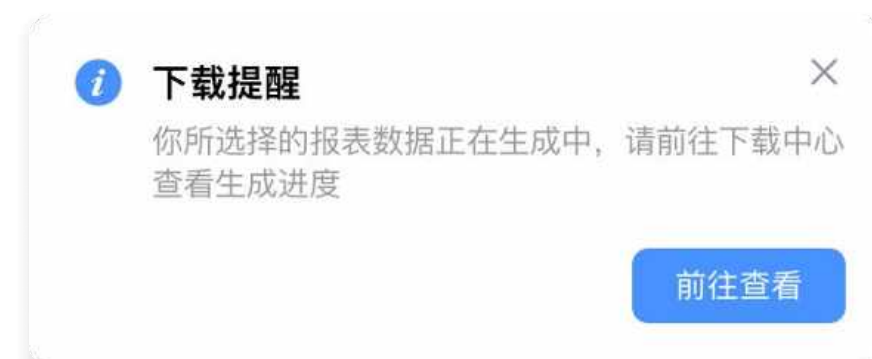 下载提醒
你所选择的报表数据正在生成中，请前往下载中心
查看生成进度
前往查看